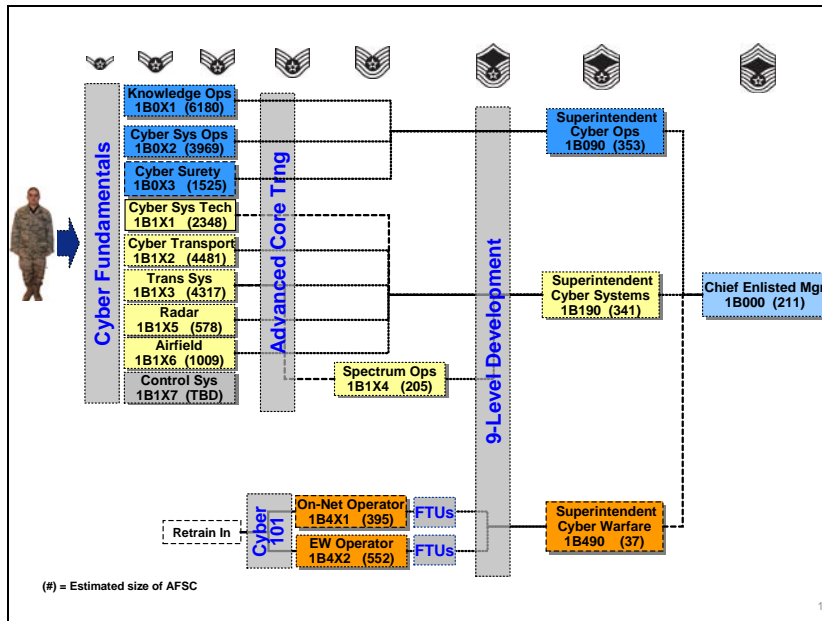 Cyber Fundamentals
Knowledge Ops
1B0X1 (6180)
Cyber Sys Ops
1B0X2 (3969)
Cyber Surety
1B0X3 (1525)
Cyber Sys Tech
1B1X1 (2348)
Cyber Transport
1B1X2 (4481)
Trans Sys
1B1X3 (4317)
Radar
1B1X5 (578)
Airfield
1B1X6 (1009)
Control Sys
1B1X7 (TBD)
Advanced Core Trng
Spectrum Ops
1B1X4 (205)
9-Level Development
Superintendent
Cyber Ops
1B090 (353)
Superintendent
Cyber Systems
1B190 (341)
Chief Enlisted Mgr
1B000 (211)
Retrain In
Cyber
101
On-Net Operator
1B4X1 (395)
FTUs
EW Operator
1B4X2 (552)
FTUs
Superintendent
Cyber Warfare
1B490 (37)
(#) = Estimated size of AFSC
1